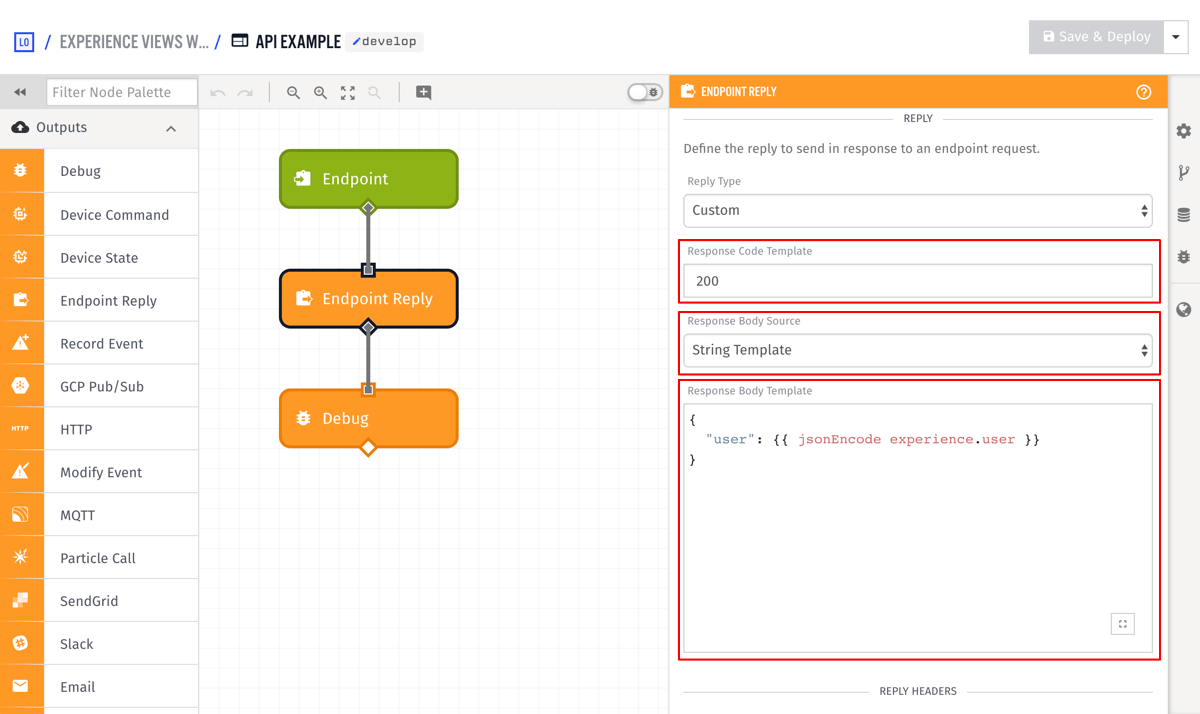 LO / EXPERIENCE VIEWS W... / API EXAMPLE develop
Save & Deploy
Filter Node Palette
Outputs
Debug
Device Command
Device State
Endpoint Reply
Record Event
GCP Pub/Sub
HTTP HTTP
Modify Event
MQTT
Particle Call
SendGrid
Slack
Email
Endpoint
Endpoint Reply
Debug
ENDPOINT REPLY
REPLY
Define the reply to send in response to an endpoint request.
Reply Type
Custom
Response Code Template
200
Response Body Source
String Template
Response Body Template
{
"user": {{ jsonEncode experience.user }}
}
REPLY HEADERS